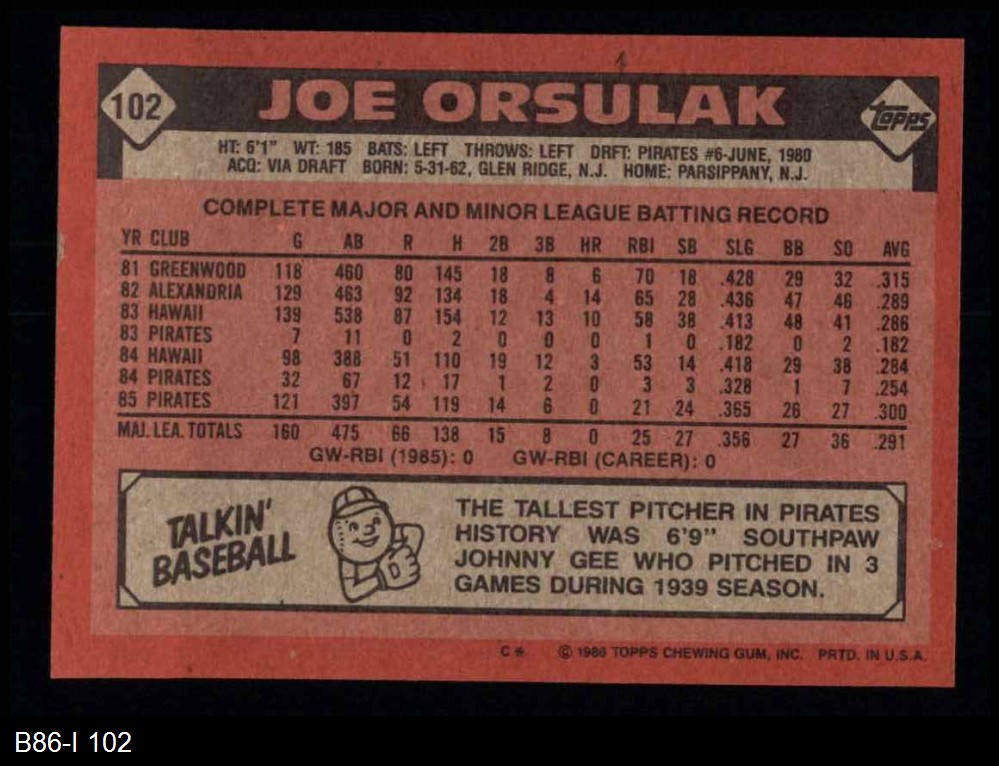 102
JOE ORSULAK
Topps
HT: 6'1" WT: 185 BATS: LEFT THROWS: LEFT DRFT: PIRATES #6-JUNE, 1980
ACQ: VIA DRAFT BORN: 5-31-62, GLEN RIDGE, N.J. HOME: PARSIPPANY, N.J.
COMPLETE MAJOR AND MINOR LEAGUE BATTING RECORD
YR CLUB G AB R H 2B 3B HR RBI SB SLG BB SO AVG
81 GREENWOOD 118 460 80 145 18 8 6 70 18 .428 29 32 .315
82 ALEXANDRIA 129 463 92 134 18 4 14 65 28 .436 47 46 .289
83 HAWAII 139 538 87 154 12 13 10 58 38 .413 48 41 .286
83 PIRATES 7 11 0 2 0 0 0 1 0 .182 0 2 .182
84 HAWAII 98 388 51 110 19 12 3 53 14 .418 29 38 .284
84 PIRATES 32 67 12 17 1 2 0 3 3 .328 1 7 .254
85 PIRATES 121 397 54 119 14 6 0 21 24 .365 26 27 .300
MAJ. LEA. TOTALS 160 475 66 138 15 8 0 25 27 .356 27 36 .291
GW-RBI (1985): 0 GW-RBI (CAREER): 0
TALKIN'
BASEBALL
THE TALLEST PITCHER IN PIRATES
HISTORY WAS 6'9" SOUTHPAW
JOHNNY GEE WHO PITCHED IN 3
GAMES DURING 1939 SEASON.
C* © 1986 TOPPS CHEWING GUM, INC. PRTD. IN U.S.A.
B86-I 102